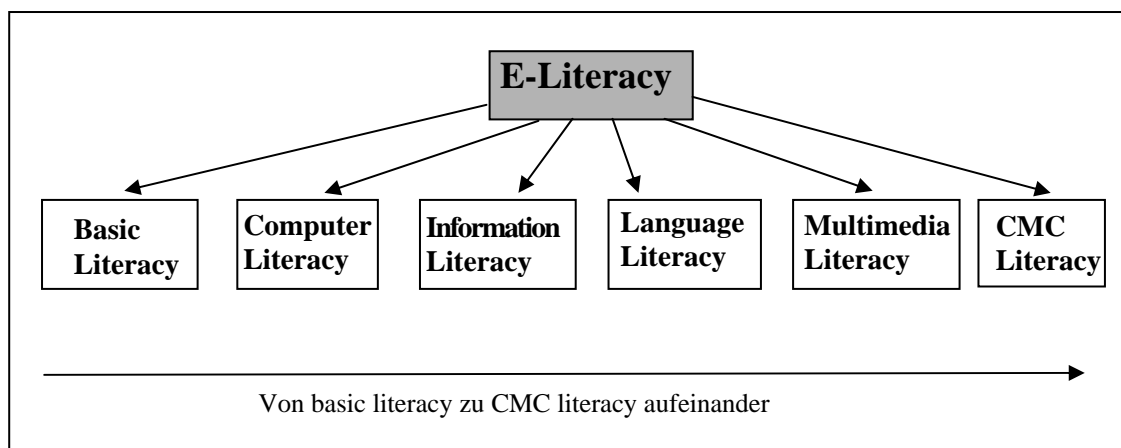 E-Literacy
Basic
Literacy
Computer
Literacy
Information
Literacy
Language
Literacy
Multimedia
Literacy
CMC
Literacy
Von basic literacy zu CMC literacy aufeinander